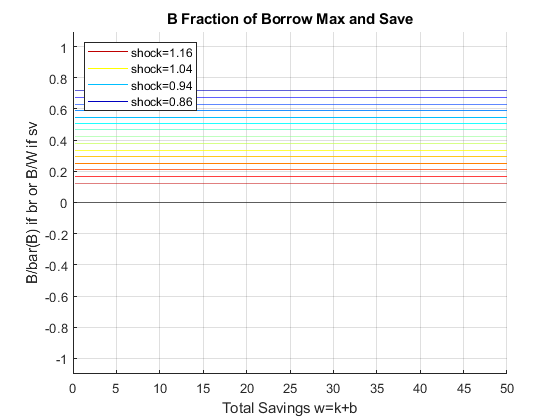 B Fraction of Borrow Max and Save
shock=1.16
shock=1.04
shock=0.94
shock=0.86
B/bar(B) if br or B/W if sv
1
0.8
0.6
0.4
0.2
0
-0.2
-0.4
-0.6
-0.8
-1
0 5 10 15 20 25 30 35 40 45 50
Total Savings w=k+b